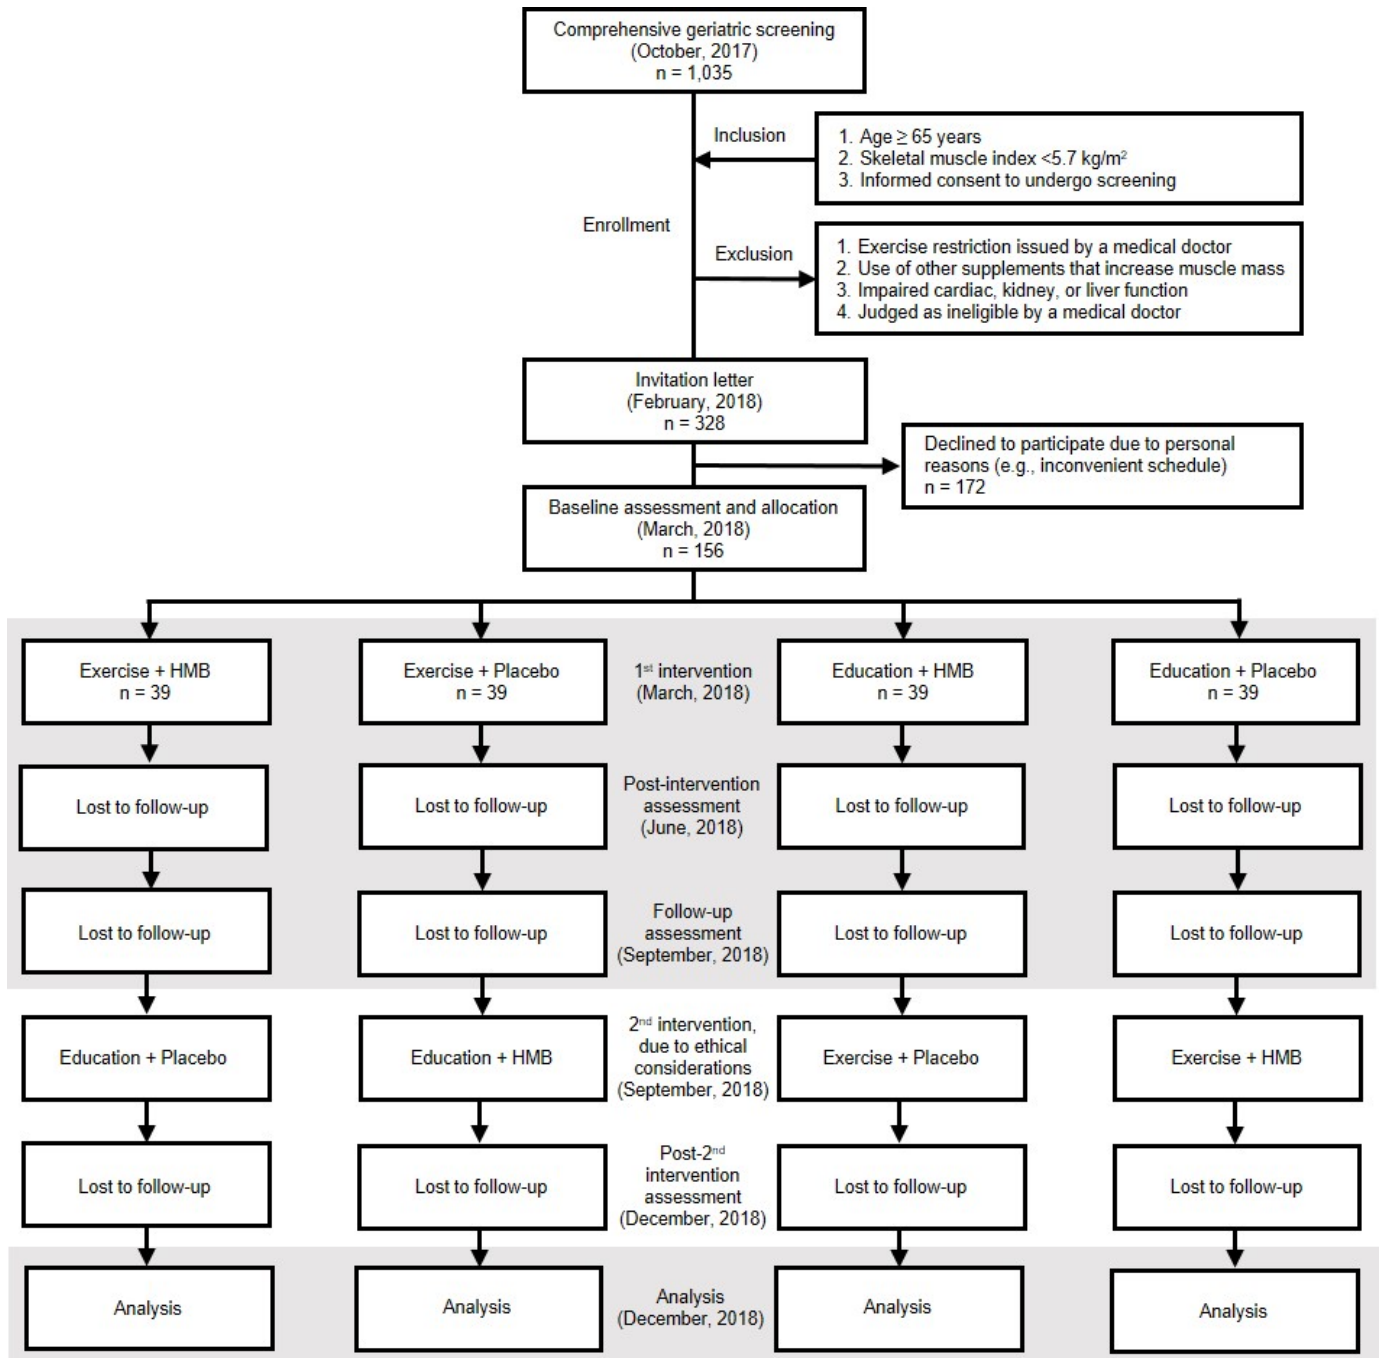 Comprehensive geriatric screening
(October, 2017)
n = 1,035
Inclusion
1. Age ≥ 65 years
2. Skeletal muscle index <5.7 kg/m²
3. Informed consent to undergo screening
Enrollment
Exclusion
1. Exercise restriction issued by a medical doctor
2. Use of other supplements that increase muscle mass
3. Impaired cardiac, kidney, or liver function
4. Judged as ineligible by a medical doctor
Invitation letter
(February, 2018)
n = 328
Declined to participate due to personal
reasons (e.g., inconvenient schedule)
n = 172
Baseline assessment and allocation
(March, 2018)
n = 156
Exercise + HMB
n = 39
Exercise + Placebo
n = 39
1st intervention
(March, 2018)
Education + HMB
n = 39
Education + Placebo
n = 39
Lost to follow-up
Lost to follow-up
Post-intervention
assessment
(June, 2018)
Lost to follow-up
Lost to follow-up
Lost to follow-up
Lost to follow-up
Follow-up
assessment
(September, 2018)
Lost to follow-up
Lost to follow-up
Education + Placebo
Education + HMB
2nd intervention,
due to ethical
considerations
(September, 2018)
Exercise + Placebo
Exercise + HMB
Lost to follow-up
Lost to follow-up
Post-2nd
intervention
assessment
(December, 2018)
Lost to follow-up
Lost to follow-up
Analysis
Analysis
Analysis
(December, 2018)
Analysis
Analysis